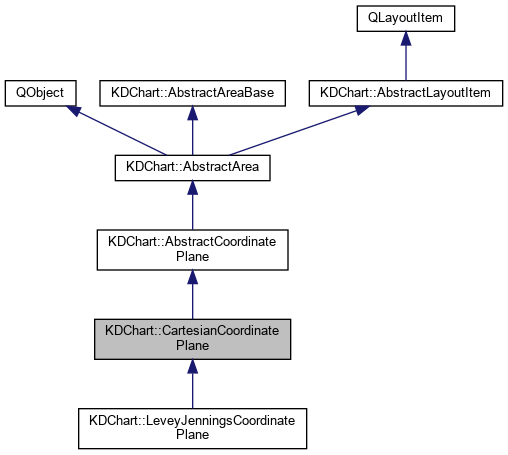 QLayoutItem
QObject
KDChart::AbstractAreaBase
KDChart::AbstractLayoutItem
KDChart::AbstractArea
KDChart::AbstractCoordinate
Plane
KDChart::CartesianCoordinate
Plane
KDChart::LeveyJenningsCoordinate
Plane